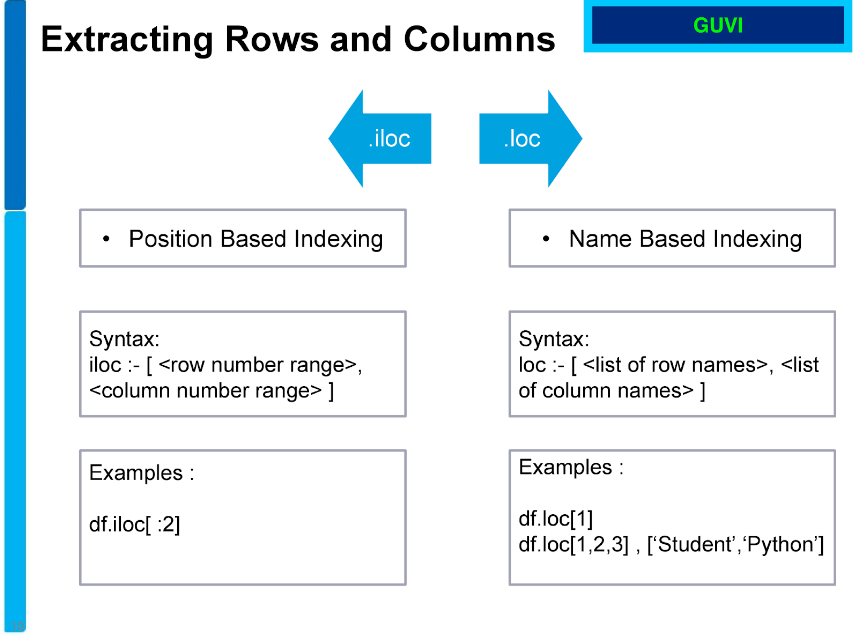 Extracting Rows and Columns
GUVI
.iloc
.loc
• Position Based Indexing
• Name Based Indexing
Syntax:
iloc :- [ <row number range>,
<column number range> ]
Syntax:
loc :- [ <list of row names>, <list
of column names> ]
Examples :
df.iloc[ :2]
Examples :
df.loc[1]
df.loc[1,2,3] , [‘Student’,‘Python’]